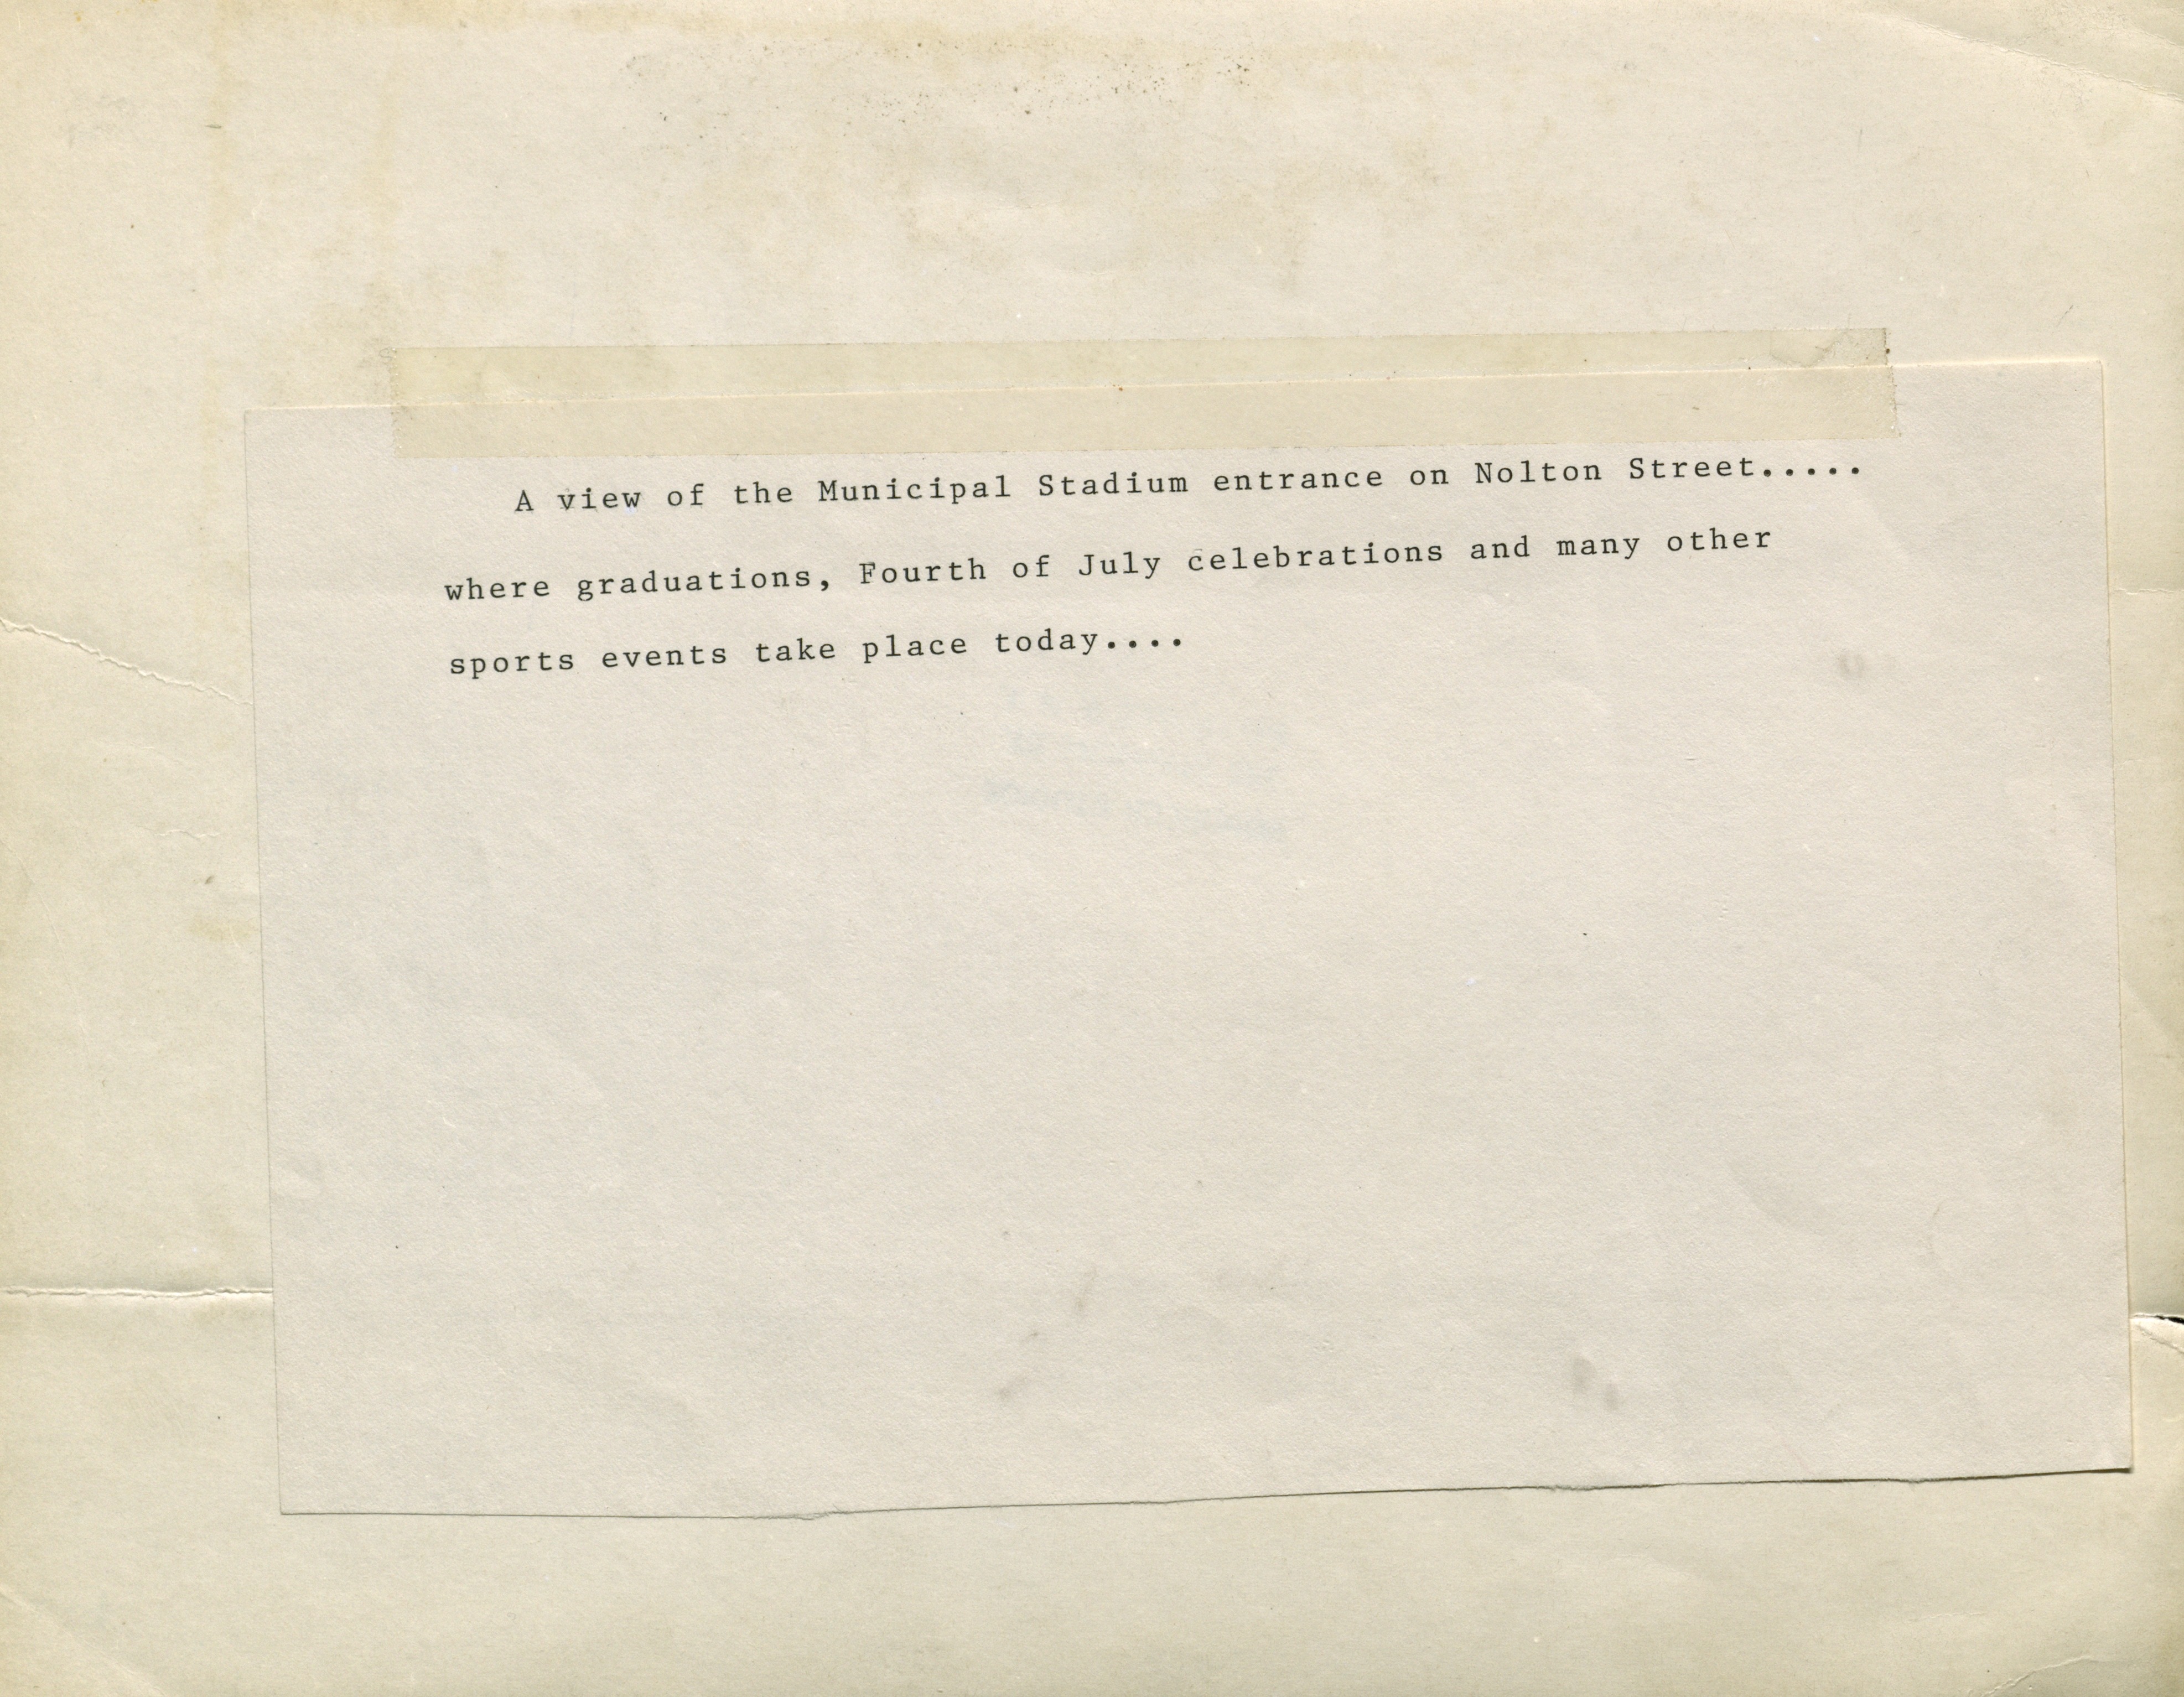 A view of the Municipal Stadium entrance on Nolton Street.....
where graduations, Fourth of July celebrations and many other
sports events take place today....